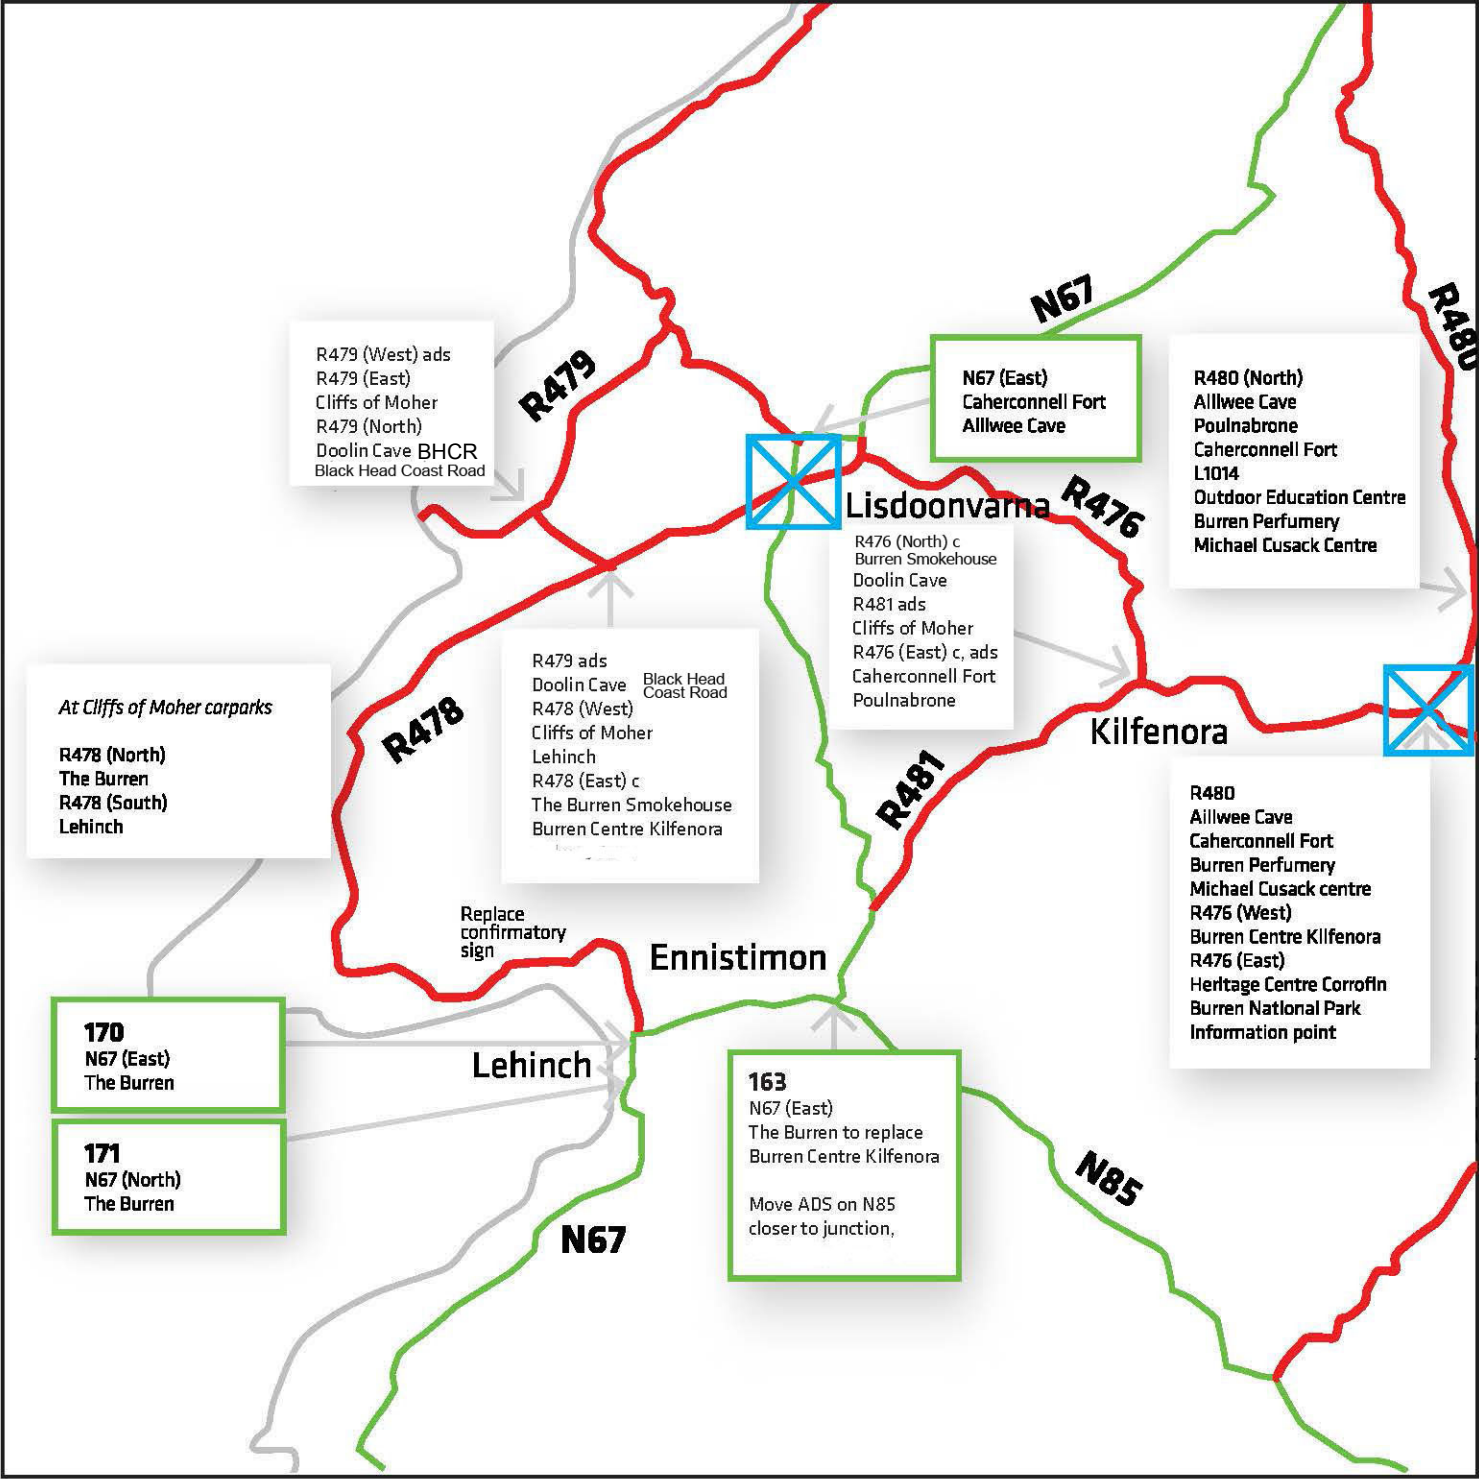 N67
R480
R479 (West) ads
R479 (East)
Cliffs of Moher
R479 (North)
Doolin Cave BHCR
Black Head Coast Road
R479
N67 (East)
Caherconnell Fort
Alllwee Cave
R480 (North)
Alllwee Cave
Poulnabrone
Caherconnell Fort
L1014
Outdoor Education Centre
Burren Perfumery
Michael Cusack Centre
Lisdoonvarna
R476
R476 (North) c
Burren Smokehouse
Doolin Cave
R481 ads
Cliffs of Moher
R476 (East) c, ads
Caherconnell Fort
Poulnabrone
R479 ads
Doolin Cave
Black Head
Coast Road
R478 (West)
Cliffs of Moher
Lehinch
R478 (East) c
The Burren Smokehouse
Burren Centre Kilfenora
At Cliffs of Moher carparks
R478 (North)
The Burren
R478 (South)
Lehinch
R478
Kilfenora
R481
R480
Aillwee Cave
Caherconnell Fort
Burren Perfumery
Michael Cusack centre
R476 (West)
Burren Centre Kilfenora
R476 (East)
Heritage Centre Corrofin
Burren National Park
Information point
Replace
confirmatory
sign
Ennistimon
170
N67 (East)
The Burren
Lehinch
171
N67 (North)
The Burren
163
N67 (East)
The Burren to replace
Burren Centre Kilfenora
Move ADS on N85
closer to junction,
N85
N67